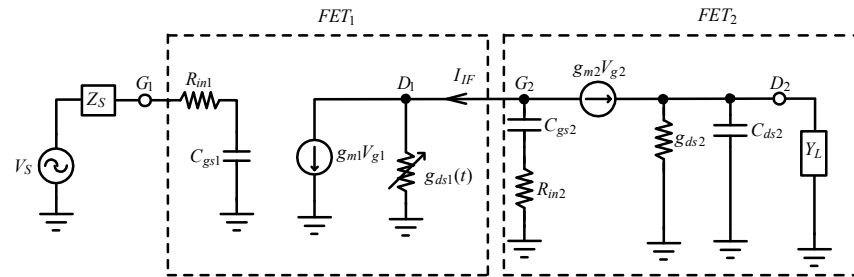 FET1
FET2
VS
ZS
G1
Rin1
Cgs1
gm1Vg1
D1
gds1(t)
IIF
G2
Cgs2
Rin2
gm2Vg2
gds2
Cds2
D2
YL